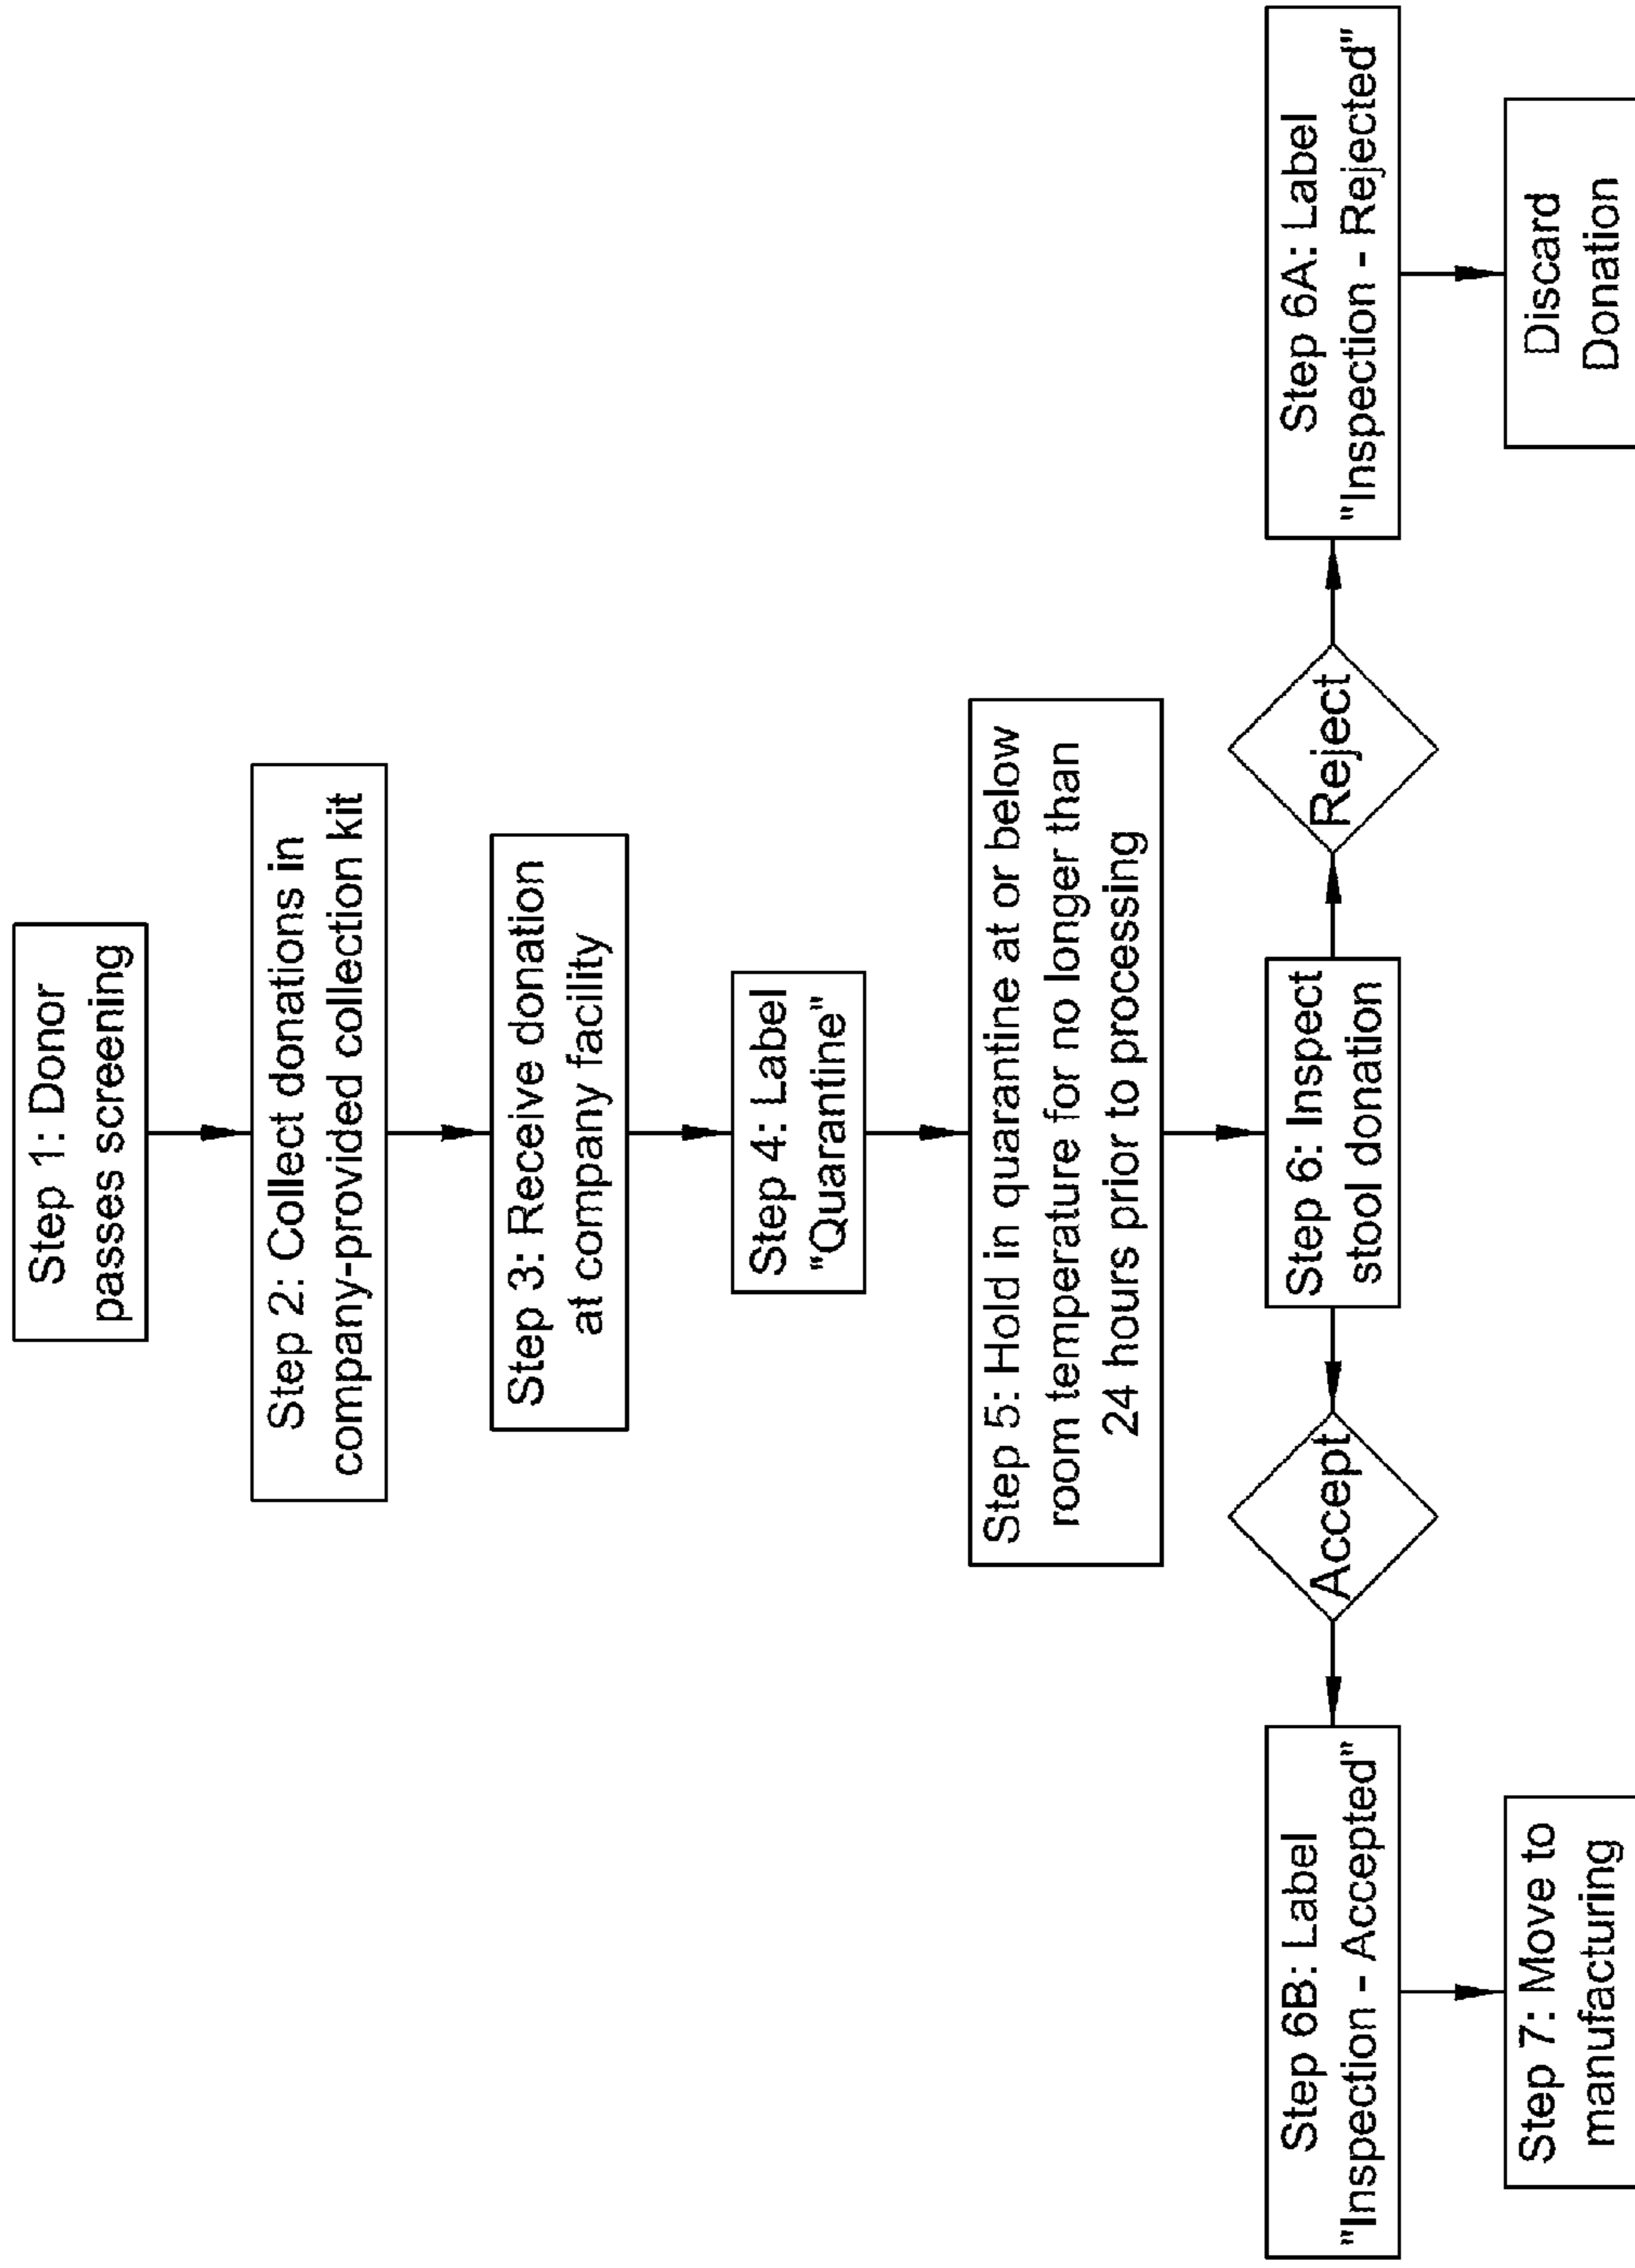 Step 1: Donor
passes screening
Step 2: Collect donations in
company-provided collection kit
Step 3: Receive donation
at company facility
Step 4: Label
"Quarantine"
Step 5: Hold in quarantine at or below
room temperature for no longer than
24 hours prior to processing
Step 6: Inspect
stool donation
Accept
Reject
Step 6B: Label
"Inspection - Accepted"
Step 6A: Label
"Inspection - Rejected"
Step 7: Move to
manufacturing
Discard
Donation